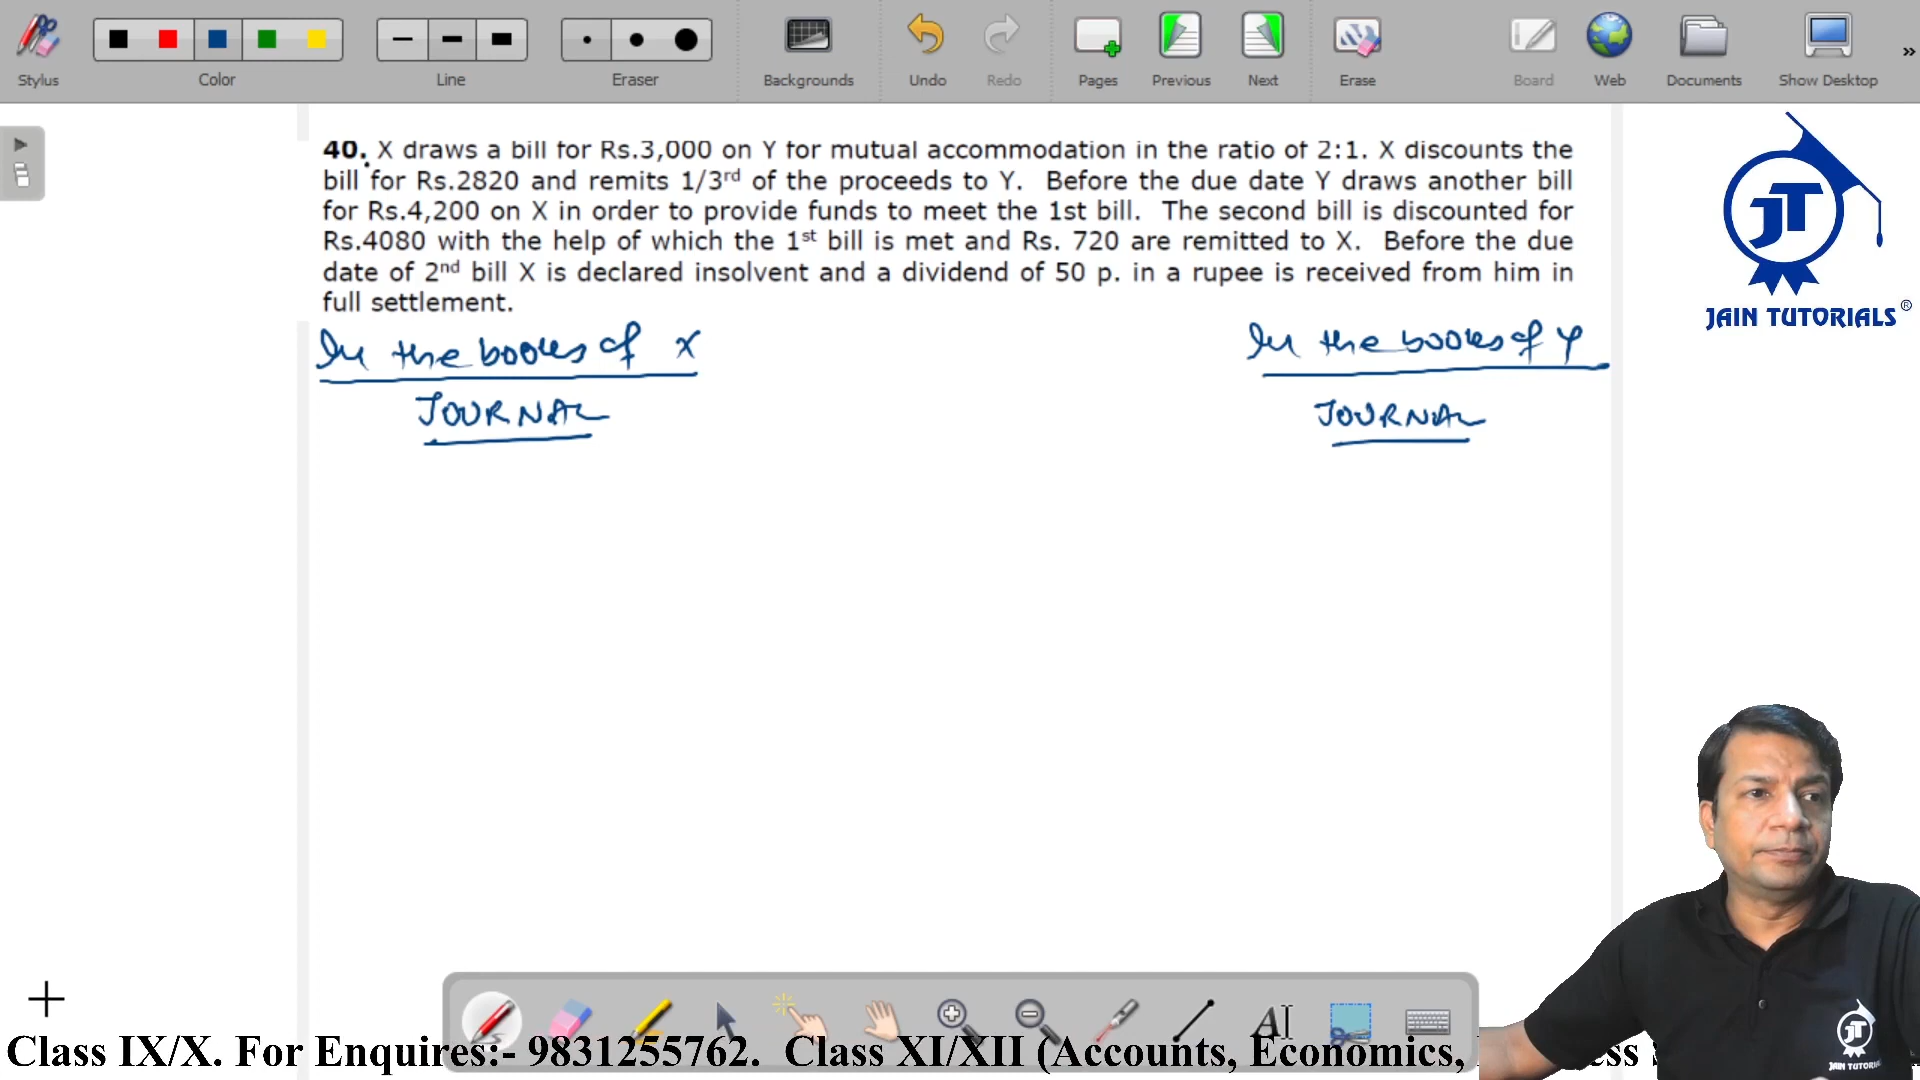 Stylus
Color
Line
Eraser
Backgrounds
Undo
Redo
Pages
Previous
Next
Erase
Board
Web
Documents
Show Desktop
»
40. X draws a bill for Rs.3,000 on Y for mutual accommodation in the ratio of 2:1. X discounts the
bill for Rs.2820 and remits 1/3rd of the proceeds to Y. Before the due date Y draws another bill
for Rs.4,200 on X in order to provide funds to meet the 1st bill. The second bill is discounted for
Rs.4080 with the help of which the 1st bill is met and Rs. 720 are remitted to X. Before the due
date of 2nd bill X is declared insolvent and a dividend of 50 p. in a rupee is received from him in
full settlement.
JT
JAIN TUTORIALS®
In the books of X
In the books of Y
JOURNAL
JOURNAL
AI
JT
JAIN TUTORIALS
Class IX/X. For Enquires:- 9831255762. Class XI/XII (Accounts, Economics,